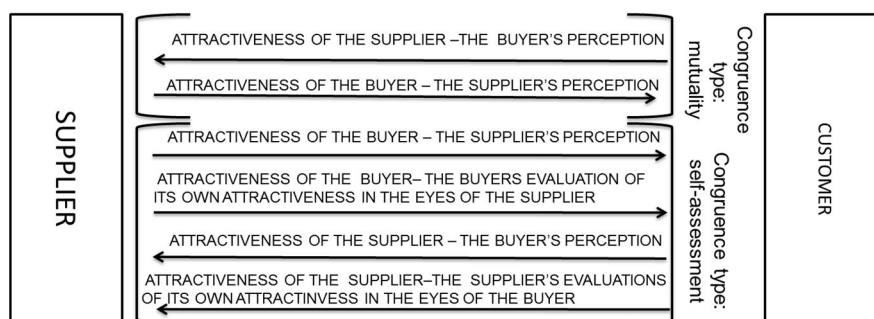 SUPPLIER
ATTRACTIVENESS OF THE SUPPLIER –THE BUYER'S PERCEPTION
ATTRACTIVENESS OF THE BUYER – THE SUPPLIER'S PERCEPTION
Congruence
type:
mutuality
ATTRACTIVENESS OF THE BUYER – THE SUPPLIER'S PERCEPTION
ATTRACTIVENESS OF THE BUYER– THE BUYERS EVALUATION OF
ITS OWN ATTRACTIVENESS IN THE EYES OF THE SUPPLIER
ATTRACTIVENESS OF THE SUPPLIER – THE BUYER'S PERCEPTION
ATTRACTIVENESS OF THE SUPPLIER–THE SUPPLIER'S EVALUATIONS
OF ITS OWN ATTRACTINVESS IN THE EYES OF THE BUYER
Congruence type:
self-assessment
CUSTOMER